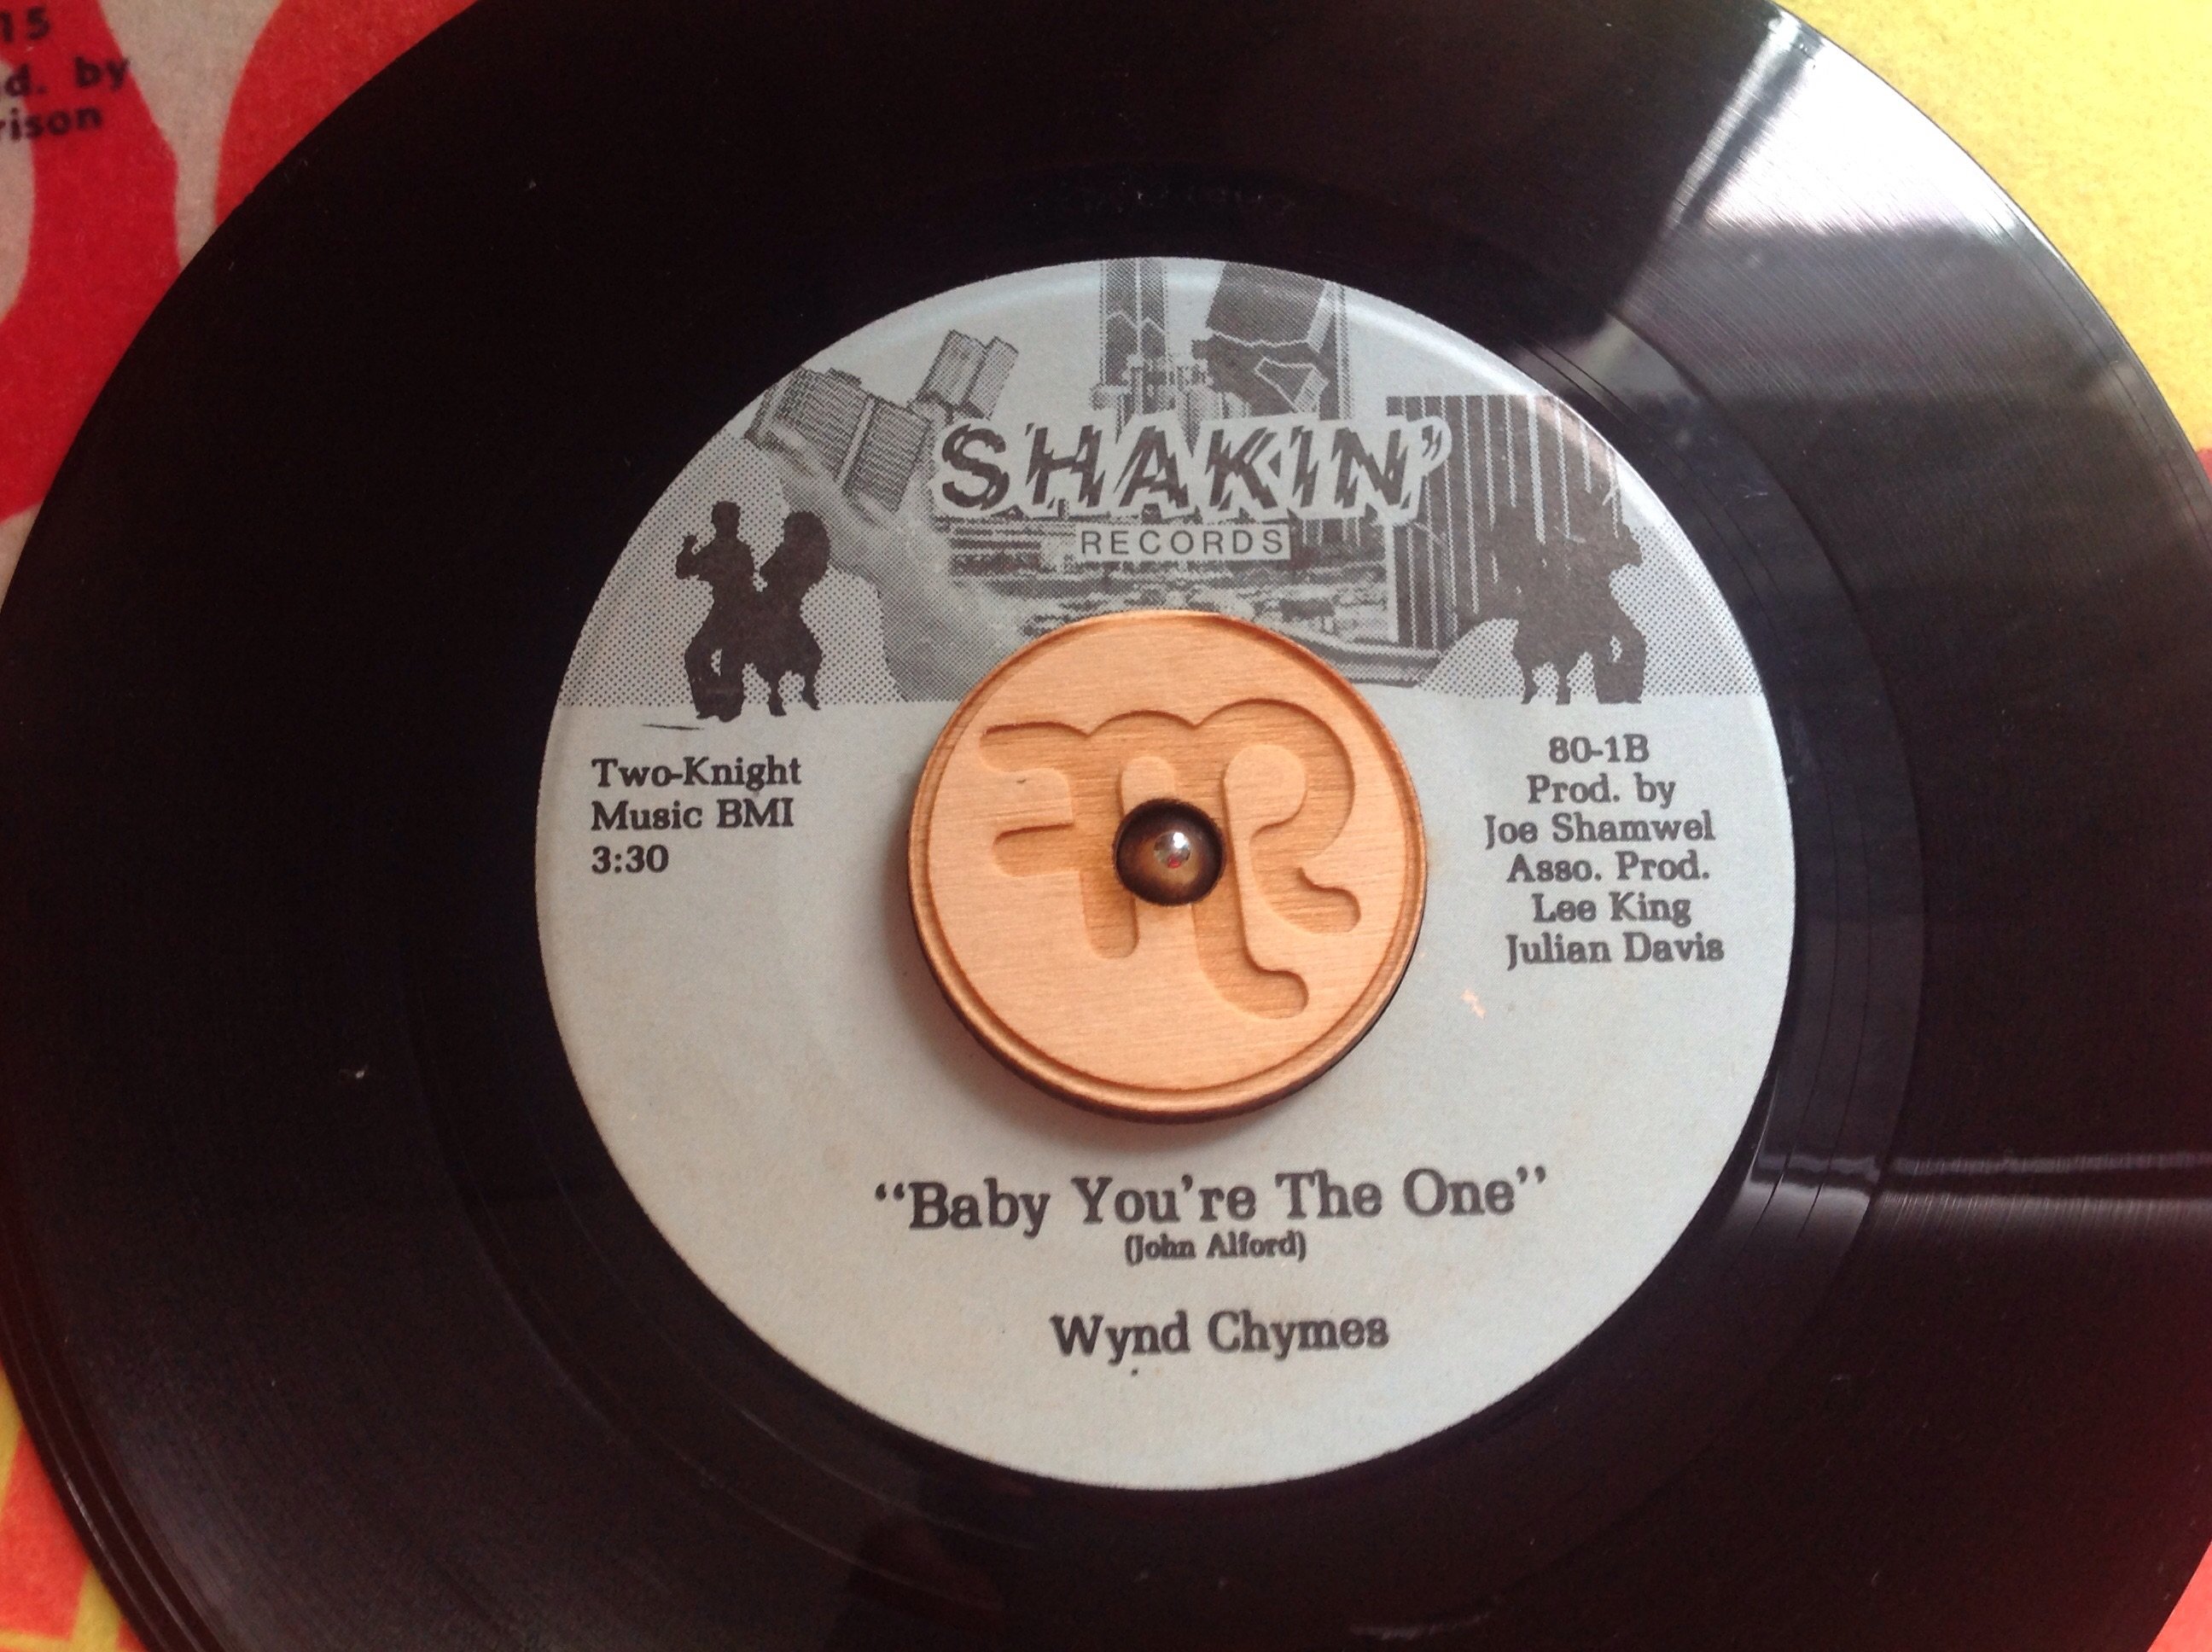 15
d. by
rison
SHAKIN'
RECORDS
Two-Knight
Music BMI
3:30
80-1B
Prod. by
Joe Shamwel
Asso. Prod.
Lee King
Julian Davis
“Baby You're The One”
(John Alford)
Wynd Chymes